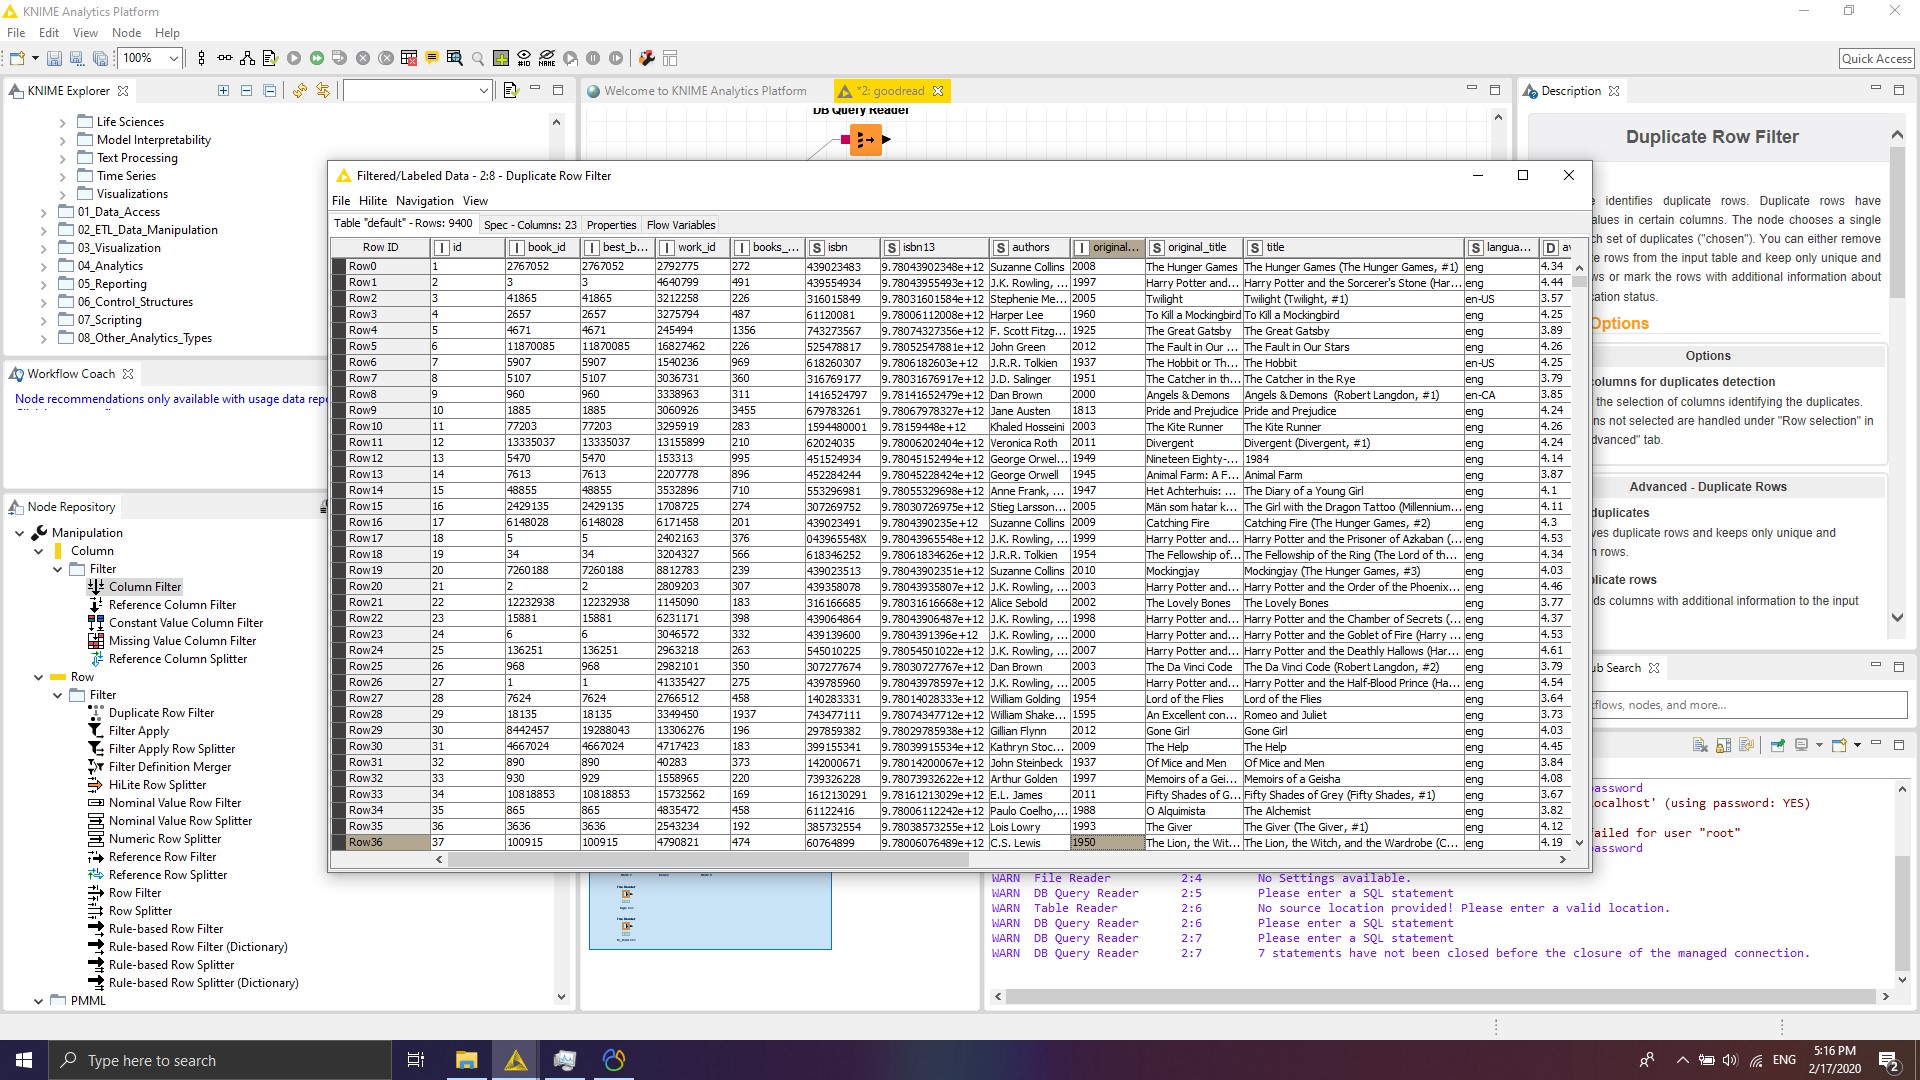 KNIME Analytics Platform
File Edit View Node Help
100%
Quick Access
KNIME Explorer
Welcome to KNIME Analytics Platform
*2: goodread
Description
Life Sciences
Model Interpretability
Text Processing
Time Series
Visualizations
01_Data_Access
02_ETL_Data_Manipulation
03_Visualization
04_Analytics
05_Reporting
06_Control_Structures
07_Scripting
08_Other_Analytics_Types
Workflow Coach
Node recommendations only available with usage data repo
Node Repository
Manipulation
Column
Filter
Column Filter
Reference Column Filter
Constant Value Column Filter
Missing Value Column Filter
Reference Column Splitter
Row
Filter
Duplicate Row Filter
Filter Apply
Filter Apply Row Splitter
Filter Definition Merger
HiLite Row Splitter
Nominal Value Row Filter
Nominal Value Row Splitter
Numeric Row Splitter
Reference Row Filter
Reference Row Splitter
Row Filter
Row Splitter
Rule-based Row Filter
Rule-based Row Filter (Dictionary)
Rule-based Row Splitter
Rule-based Row Splitter (Dictionary)
PMML
DB Query Reader
Filtered/Labeled Data - 2:8 - Duplicate Row Filter
File Hilite Navigation View
Table "default" - Rows: 9400 Spec - Columns: 23 Properties Flow Variables
Row ID I id I book_id I best_b... I work_id I books_... S isbn S isbn13 S authors I original... S original_title S title S langua... D av
Row0 1 2767052 2767052 2792775 272 439023483 9.78043902348e+12 Suzanne Collins 2008 The Hunger Games The Hunger Games (The Hunger Games, #1) eng 4.34
Row1 2 3 3 4640799 491 439554934 9.78043955493e+12 J.K. Rowling, ... 1997 Harry Potter and... Harry Potter and the Sorcerer's Stone (Har... eng 4.44
Row2 3 41865 41865 3212258 226 316015849 9.78031601584e+12 Stephenie Me... 2005 Twilight Twilight (Twilight, #1) en-US 3.57
Row3 4 2657 2657 3275794 487 61120081 9.78006112008e+12 Harper Lee 1960 To Kill a Mockingbird To Kill a Mockingbird eng 4.25
Row4 5 4671 4671 245494 1356 743273567 9.78074327356e+12 F. Scott Fitzg... 1925 The Great Gatsby The Great Gatsby eng 3.89
Row5 6 11870085 11870085 16827462 226 525478817 9.78052547881e+12 John Green 2012 The Fault in Our ... The Fault in Our Stars eng 4.26
Row6 7 5907 5907 1540236 969 618260307 9.7806182603e+12 J.R.R. Tolkien 1937 The Hobbit or Th... The Hobbit en-US 4.25
Row7 8 5107 5107 3036731 360 316769177 9.78031676917e+12 J.D. Salinger 1951 The Catcher in th... The Catcher in the Rye eng 3.79
Row8 9 960 960 3338963 311 1416524797 9.78141652479e+12 Dan Brown 2000 Angels & Demons Angels & Demons (Robert Langdon, #1) en-CA 3.85
Row9 10 1885 1885 3060926 3455 679783261 9.78067978327e+12 Jane Austen 1813 Pride and Prejudice Pride and Prejudice eng 4.24
Row10 11 77203 77203 3295919 283 1594480001 9.78159448e+12 Khaled Hosseini 2003 The Kite Runner The Kite Runner eng 4.26
Row11 12 13335037 13335037 13155899 210 62024035 9.78006202404e+12 Veronica Roth 2011 Divergent Divergent (Divergent, #1) eng 4.24
Row12 13 5470 5470 153313 995 451524934 9.78045152494e+12 George Orwel... 1949 Nineteen Eighty-... 1984 eng 4.14
Row13 14 7613 7613 2207778 896 452284244 9.78045228424e+12 George Orwell 1945 Animal Farm: A F... Animal Farm eng 3.87
Row14 15 48855 48855 3532896 710 553296981 9.78055329698e+12 Anne Frank, ... 1947 Het Achterhuis: ... The Diary of a Young Girl eng 4.1
Row15 16 2429135 2429135 1708725 274 307269752 9.78030726975e+12 Stieg Larsson... 2005 Män som hatar k... The Girl with the Dragon Tattoo (Millennium... eng 4.11
Row16 17 6148028 6148028 6171458 201 439023491 9.7804390235e+12 Suzanne Collins 2009 Catching Fire Catching Fire (The Hunger Games, #2) eng 4.3
Row17 18 5 5 2402163 376 043965548X 9.78043965548e+12 J.K. Rowling, ... 1999 Harry Potter and... Harry Potter and the Prisoner of Azkaban (... eng 4.53
Row18 19 34 34 3204327 566 618346252 9.78061834626e+12 J.R.R. Tolkien 1954 The Fellowship of... The Fellowship of the Ring (The Lord of th... eng 4.34
Row19 20 7260188 7260188 8812783 239 439023513 9.78043902351e+12 Suzanne Collins 2010 Mockingjay Mockingjay (The Hunger Games, #3) eng 4.03
Row20 21 2 2 2809203 307 439358078 9.78043935807e+12 J.K. Rowling, ... 2003 Harry Potter and... Harry Potter and the Order of the Phoenix... eng 4.46
Row21 22 12232938 12232938 1145090 183 316166685 9.78031616668e+12 Alice Sebold 2002 The Lovely Bones The Lovely Bones eng 3.77
Row22 23 15881 15881 6231171 398 439064864 9.78043906487e+12 J.K. Rowling, ... 1998 Harry Potter and... Harry Potter and the Chamber of Secrets (... eng 4.37
Row23 24 6 6 3046572 332 439139600 9.7804391396e+12 J.K. Rowling, ... 2000 Harry Potter and... Harry Potter and the Goblet of Fire (Harry ... eng 4.53
Row24 25 136251 136251 2963218 263 545010225 9.78054501022e+12 J.K. Rowling, ... 2007 Harry Potter and... Harry Potter and the Deathly Hallows (Har... eng 4.61
Row25 26 968 968 2982101 350 307277674 9.78030727767e+12 Dan Brown 2003 The Da Vinci Code The Da Vinci Code (Robert Langdon, #2) eng 3.79
Row26 27 1 1 41335427 275 439785960 9.78043978597e+12 J.K. Rowling, ... 2005 Harry Potter and... Harry Potter and the Half-Blood Prince (Ha... eng 4.54
Row27 28 7624 7624 2766512 458 140283331 9.78014028333e+12 William Golding 1954 Lord of the Flies Lord of the Flies eng 3.64
Row28 29 18135 18135 3349450 1937 743477111 9.78074347712e+12 William Shake... 1595 An Excellent con... Romeo and Juliet eng 3.73
Row29 30 8442457 19288043 13306276 196 297859382 9.78029785938e+12 Gillian Flynn 2012 Gone Girl Gone Girl eng 4.03
Row30 31 4667024 4667024 4717423 183 399155341 9.78039915534e+12 Kathryn Stoc... 2009 The Help The Help eng 4.45
Row31 32 890 890 40283 373 142000671 9.78014200067e+12 John Steinbeck 1937 Of Mice and Men Of Mice and Men eng 3.84
Row32 33 930 929 1558965 220 739326228 9.78073932622e+12 Arthur Golden 1997 Memoirs of a Gei... Memoirs of a Geisha eng 4.08
Row33 34 10818853 10818853 15732562 169 1612130291 9.78161213029e+12 E.L. James 2011 Fifty Shades of G... Fifty Shades of Grey (Fifty Shades, #1) eng 3.67
Row34 35 865 865 4835472 458 61122416 9.78006112242e+12 Paulo Coelho,... 1988 O Alquimista The Alchemist eng 3.82
Row35 36 3636 3636 2543234 192 385732554 9.78038573255e+12 Lois Lowry 1993 The Giver The Giver (The Giver, #1) eng 4.12
Row36 37 100915 100915 4790821 474 60764899 9.78006076489e+12 C.S. Lewis 1950 The Lion, the Wit... The Lion, the Witch, and the Wardrobe (C... eng 4.19
Duplicate Row Filter
identifies duplicate rows. Duplicate rows have
alues in certain columns. The node chooses a single
ch set of duplicates ("chosen"). You can either remove
e rows from the input table and keep only unique and
ws or mark the rows with additional information about
cation status.
Options
Options
olumns for duplicates detection
the selection of columns identifying the duplicates.
ns not selected are handled under "Row selection" in
dvanced" tab.
Advanced - Duplicate Rows
uplicates
ves duplicate rows and keeps only unique and
n rows.
plicate rows
ds columns with additional information to the input
ub Search
kflows, nodes, and more...
assword
ocalhost' (using password: YES)
ailed for user "root"
assword
WARN File Reader 2:4 No Settings available.
WARN DB Query Reader 2:5 Please enter a SQL statement
WARN Table Reader 2:6 No source location provided! Please enter a valid location.
WARN DB Query Reader 2:6 Please enter a SQL statement
WARN DB Query Reader 2:7 Please enter a SQL statement
WARN DB Query Reader 2:7 7 statements have not been closed before the closure of the managed connection.
Type here to search
ENG
5:16 PM
2/17/2020
2